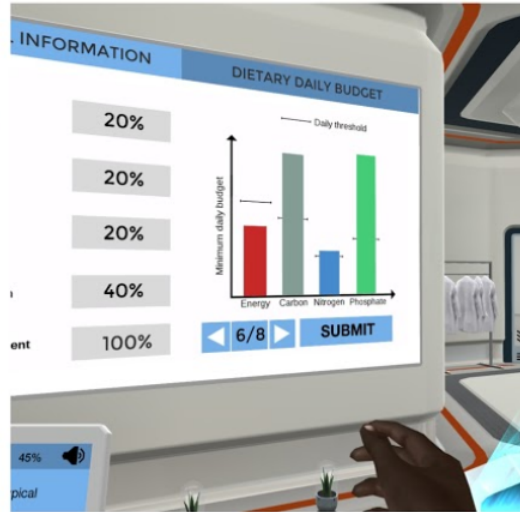 L INFORMATION
DIETARY DAILY BUDGET
20%
20%
20%
40%
ent 100%
Daily threshold
Minimum daily budget
Energy Carbon Nitrogen Phosphate
6/8
SUBMIT
45%
pical